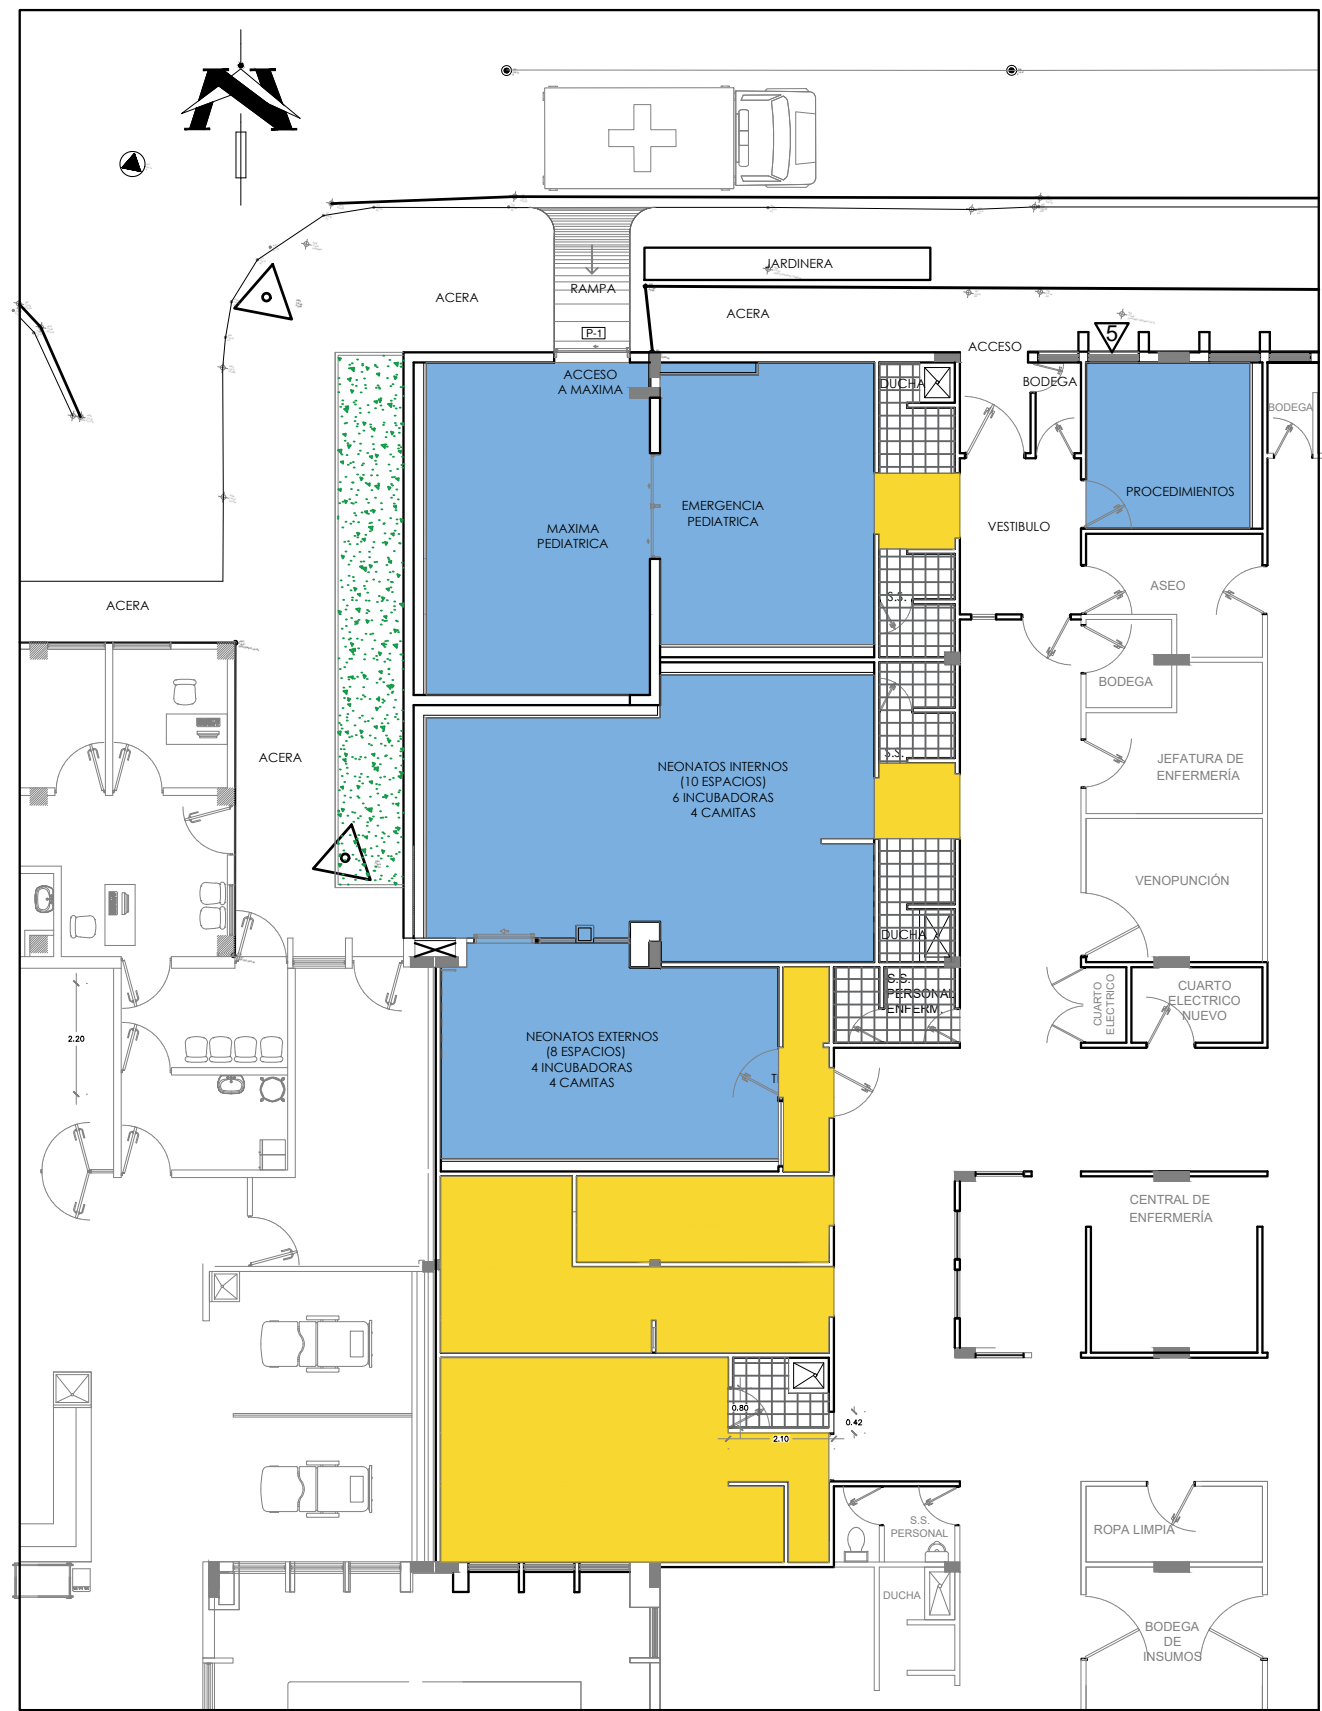 JARDINERA
RAMPA
ACERA
ACERA
P-1
5
ACCESO
ACCESO
A MAXIMA
DUCHA
BODEGA
BODEGA
PROCEDIMIENTOS
EMERGENCIA
PEDIATRICA
MAXIMA
PEDIATRICA
VESTIBULO
ASEO
S.S.
ACERA
BODEGA
ACERA
S.S.
NEONATOS INTERNOS
(10 ESPACIOS)
6 INCUBADORAS
4 CAMITAS
JEFATURA DE
ENFERMERÍA
VENOPUNCIÓN
DUCHA
S.S.
PERSONAL
ENFERM.
CUARTO
ELECTRICO
CUARTO
ELECTRICO
NUEVO
2.20
NEONATOS EXTERNOS
(8 ESPACIOS)
4 INCUBADORAS
4 CAMITAS
CENTRAL DE
ENFERMERÍA
0.80
2.10
0.42
S.S.
PERSONAL
ROPA LIMPIA
DUCHA
BODEGA
DE
INSUMOS